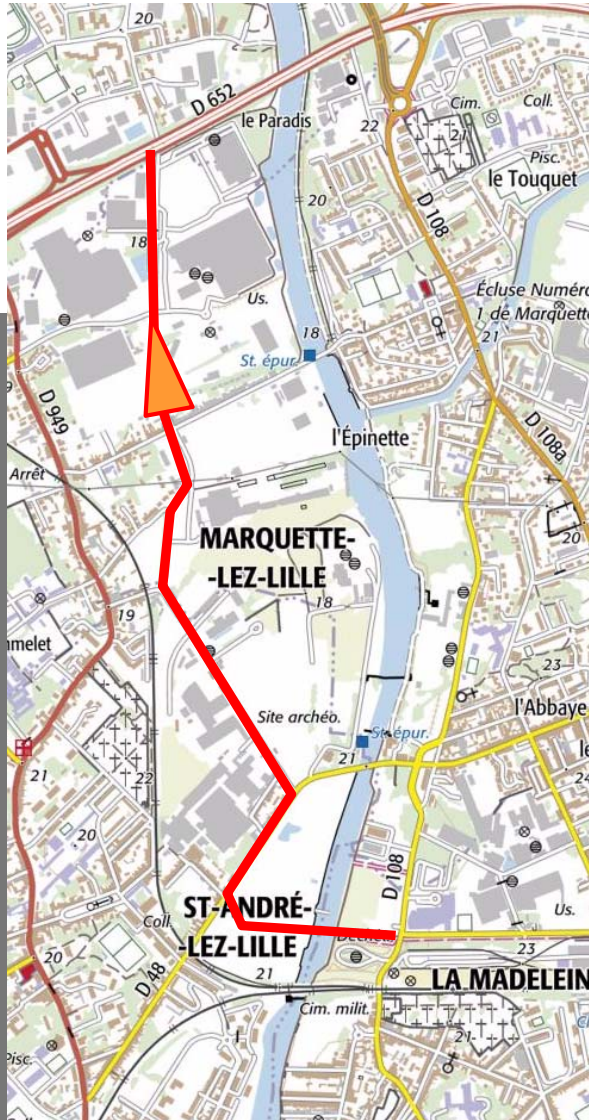 20
D 652
le Paradis
22
Cim.
Coll.
21
Pisc.
le Touquet
20
D 108
18
Us.
Écluse Numéro
1 de Marquette
18
21
St. épur.
D 949
l'Épinette
D 108a
Arrêt
20
MARQUETTE-
-LEZ-LILLE
18
19
mmelet
23
l'Abbaye
Site archéo.
St. épur.
le
21
21
22
24
20
D 108
ST-ANDRÉ-
-LEZ-LILLE
Coll.
Us.
23
20
D 48
21
LA MADELEIN
Cim. milit.
21
Pisc.